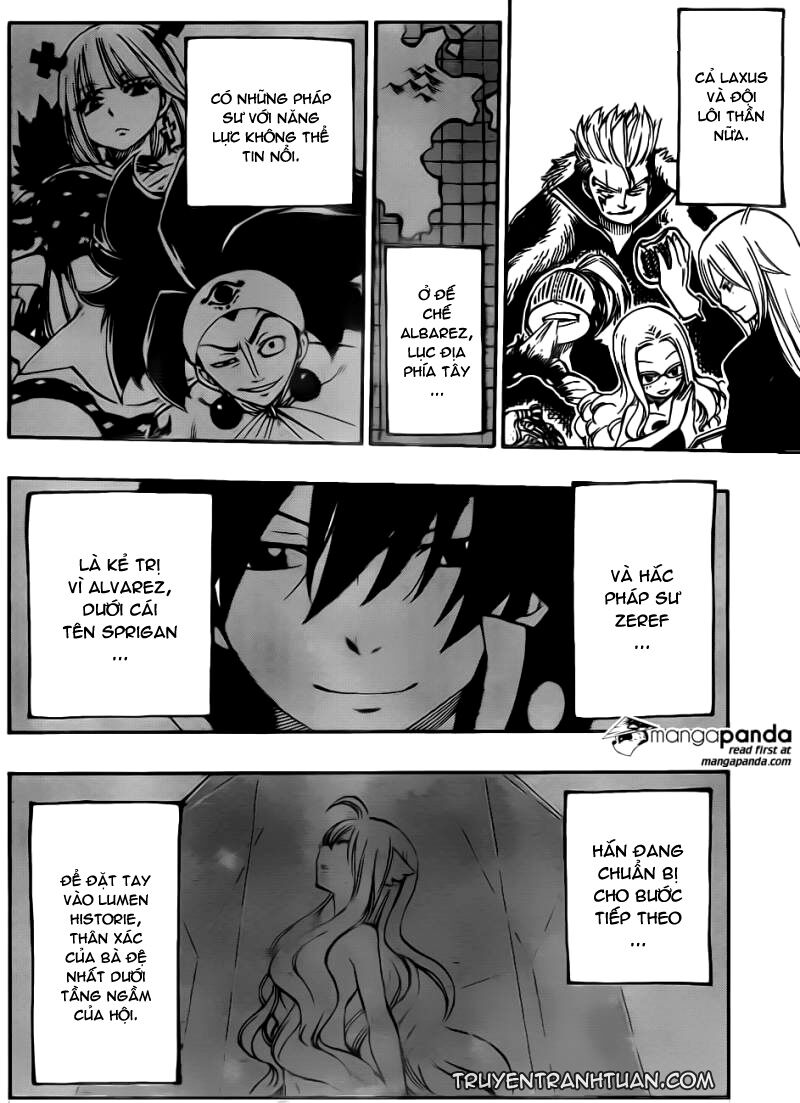 CẢ LAXUS
VÀ ĐỘI
LÔI THẦN
NỮA.
Ở ĐẾ
CHẾ
ALBAREZ,
LỤC ĐỊA
PHÍA TÂY
...
CÓ NHỮNG PHÁP
SƯ VỚI NĂNG
LỰC KHÔNG THỂ
TIN NỔI.
VÀ HẮC
PHÁP SƯ
ZEREF
...
LÀ KẺ TRỊ
VÌ ALVAREZ,
DƯỚI CÁI
TÊN SPRIGAN
...
mangapanda
read first at
mangapanda.com
HẮN ĐANG
CHUẨN BỊ
CHO BƯỚC
TIẾP THEO
...
ĐỂ ĐẶT TAY
VÀO LUMEN
HISTORIE,
THÂN XÁC
CỦA BÀ ĐỆ
NHẤT DƯỚI
TẦNG NGẦM
CỦA HỘI.
TRUYENTRANHTUAN.COM